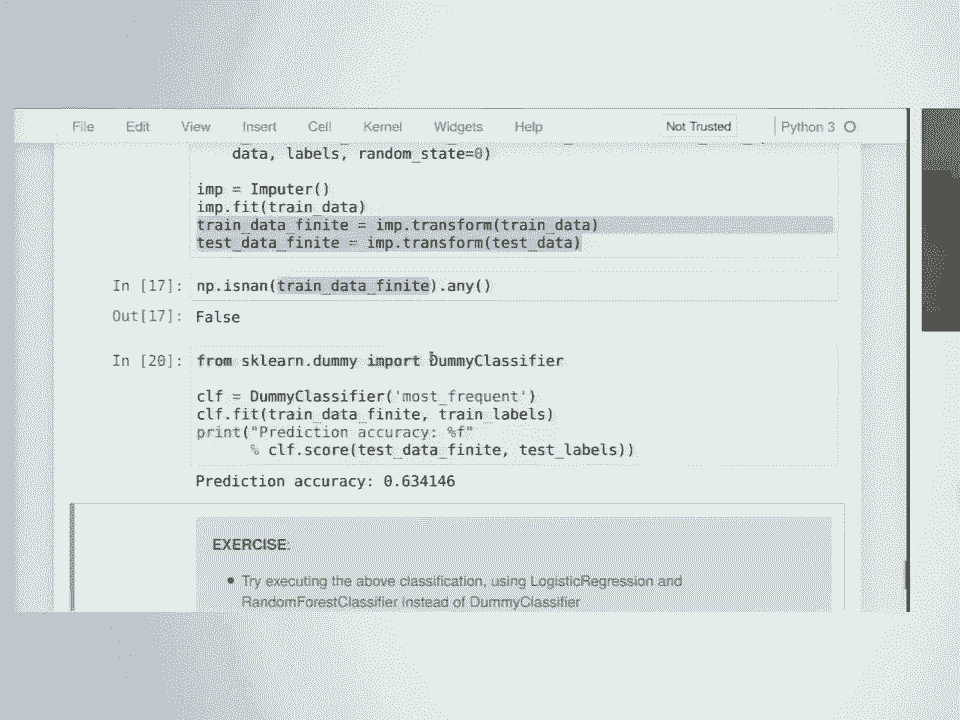 File Edit View Insert Cell Kernel Widgets Help Not Trusted Python 3
data, labels, random_state=0)
imp = Imputer()
imp.fit(train_data)
train_data_finite = imp.transform(train_data)
test_data_finite = imp.transform(test_data)
In [17]: np.isnan(train_data_finite).any()
Out[17]: False
In [20]: from sklearn.dummy import DummyClassifier
clf = DummyClassifier('most_frequent')
clf.fit(train_data_finite, train_labels)
print("Prediction accuracy: %f"
% clf.score(test_data_finite, test_labels))
Prediction accuracy: 0.634146
EXERCISE:
• Try executing the above classification, using LogisticRegression and
RandomForestClassifier instead of DummyClassifier